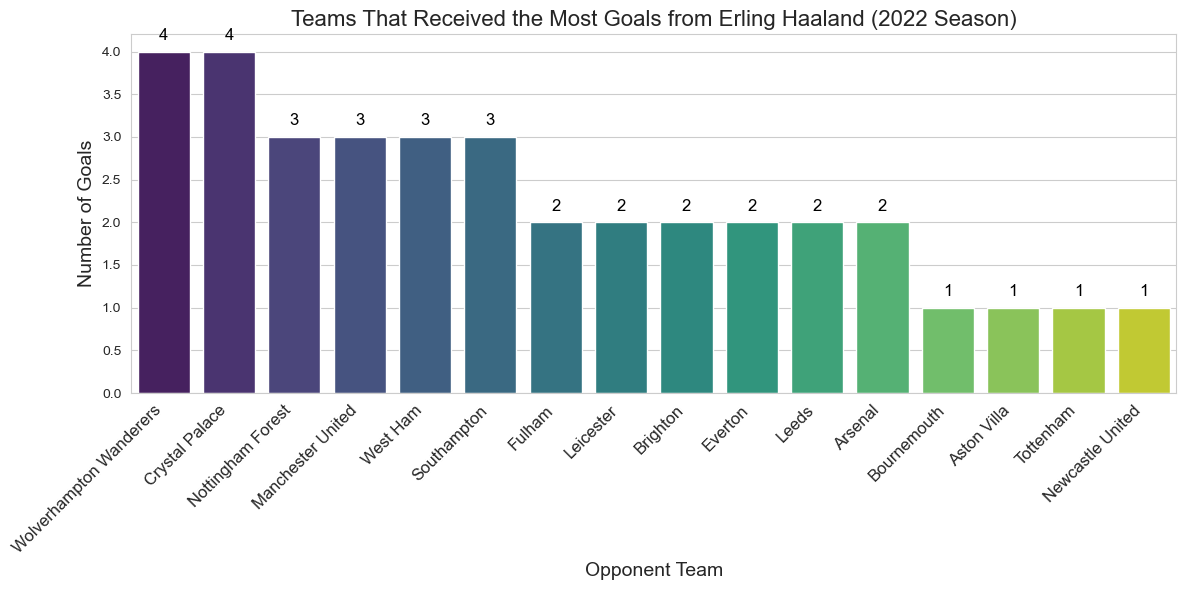 Teams That Received the Most Goals from Erling Haaland (2022 Season)
Number of Goals
4.0
3.5
3.0
2.5
2.0
1.5
1.0
0.5
0.0
4
4
3
3
3
3
2
2
2
2
2
2
1
1
1
1
Wolverhampton Wanderers
Crystal Palace
Nottingham Forest
Manchester United
West Ham
Southampton
Fulham
Leicester
Brighton
Everton
Leeds
Arsenal
Bournemouth
Aston Villa
Tottenham
Newcastle United
Opponent Team